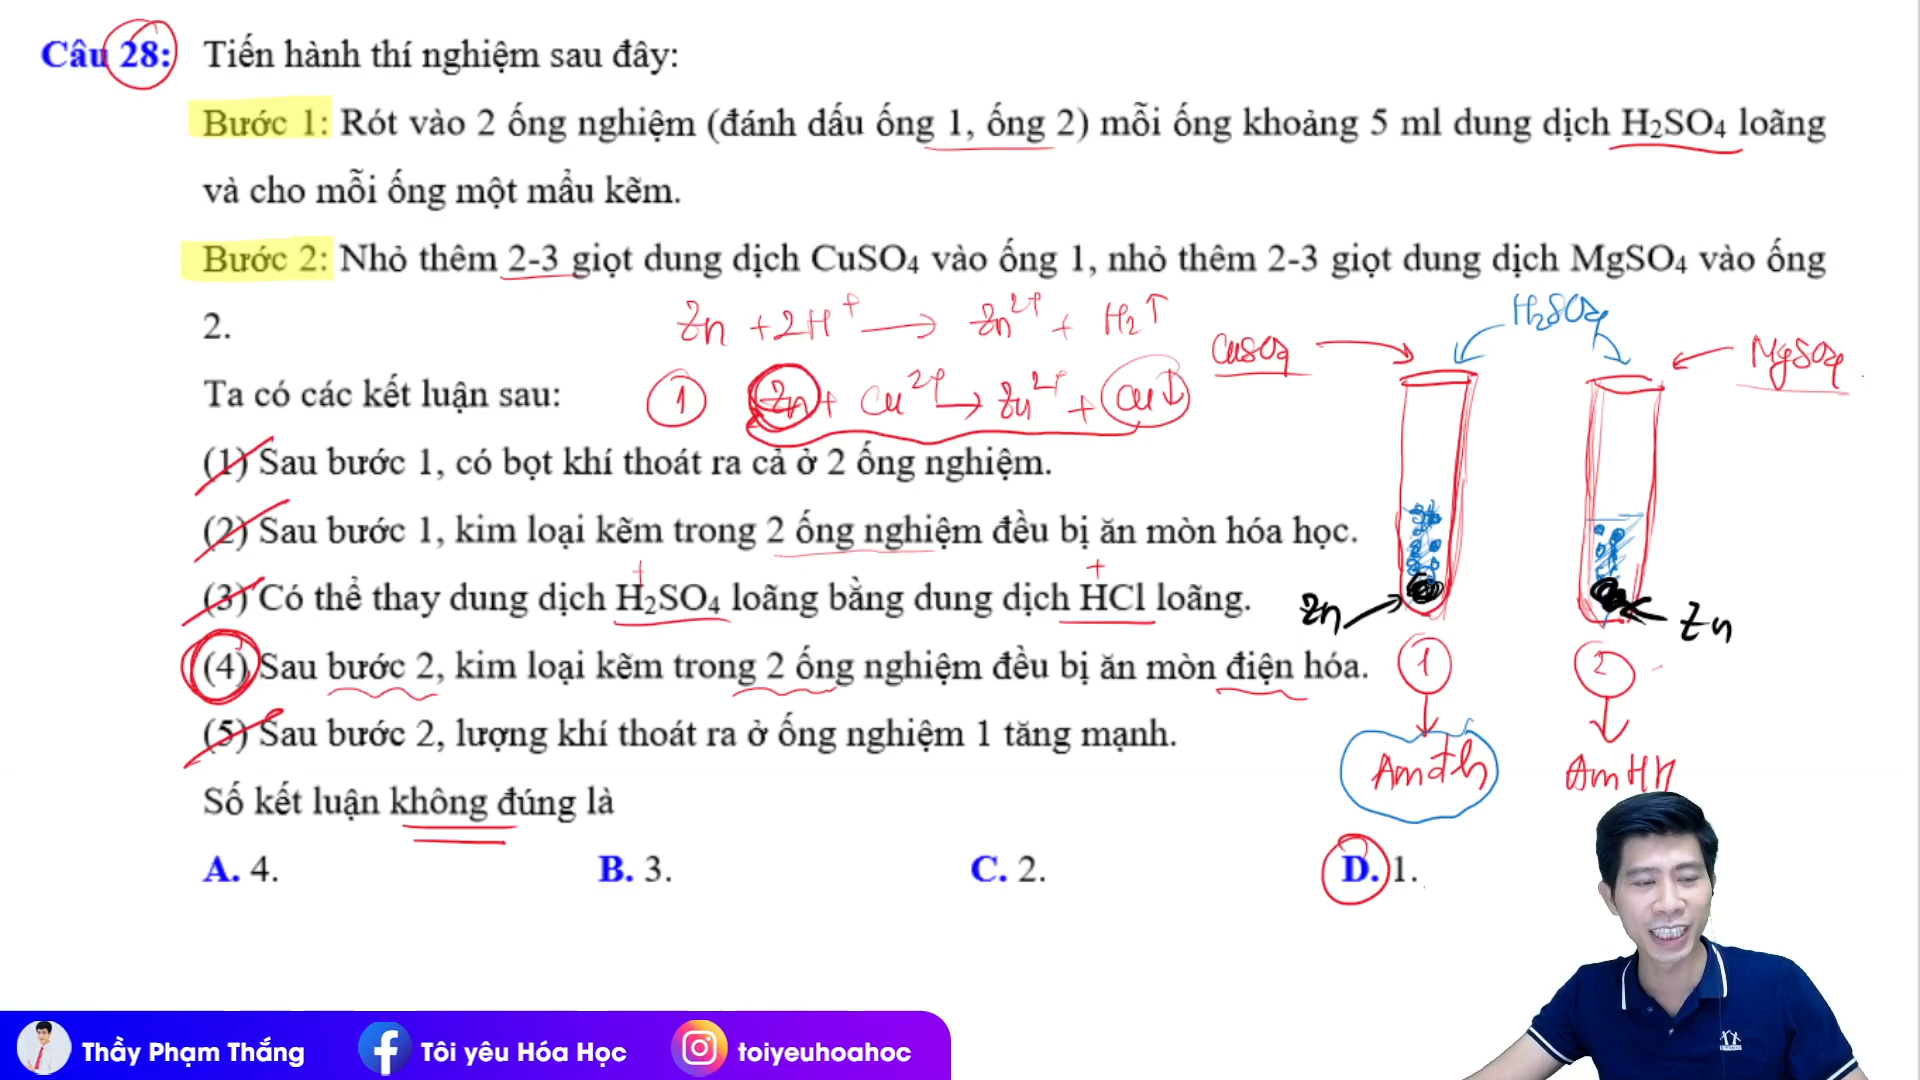 Câu 28: Tiến hành thí nghiệm sau đây:
Bước 1: Rót vào 2 ống nghiệm (đánh dấu ống 1, ống 2) mỗi ống khoảng 5 ml dung dịch H₂SO₄ loãng
và cho mỗi ống một mẩu kẽm.
Bước 2: Nhỏ thêm 2-3 giọt dung dịch CuSO₄ vào ống 1, nhỏ thêm 2-3 giọt dung dịch MgSO₄ vào ống
2.
Zn + 2H⁺ → Zn²⁺ + H₂↑
H₂SO₄
CuSO₄
MgSO₄
Ta có các kết luận sau:
1 Zn + Cu²⁺ → Zn²⁺ + Cu↓
(1) Sau bước 1, có bọt khí thoát ra cả ở 2 ống nghiệm.
(2) Sau bước 1, kim loại kẽm trong 2 ống nghiệm đều bị ăn mòn hóa học.
+ +
(3) Có thể thay dung dịch H₂SO₄ loãng bằng dung dịch HCl loãng.
Zn
Zn
(4) Sau bước 2, kim loại kẽm trong 2 ống nghiệm đều bị ăn mòn điện hóa.
1
2
(5) Sau bước 2, lượng khí thoát ra ở ống nghiệm 1 tăng mạnh.
Amđh
AmHH
Số kết luận không đúng là
A. 4. B. 3. C. 2. D. 1.
Thầy Phạm Thắng Tôi yêu Hóa Học toiyeuhoahoc